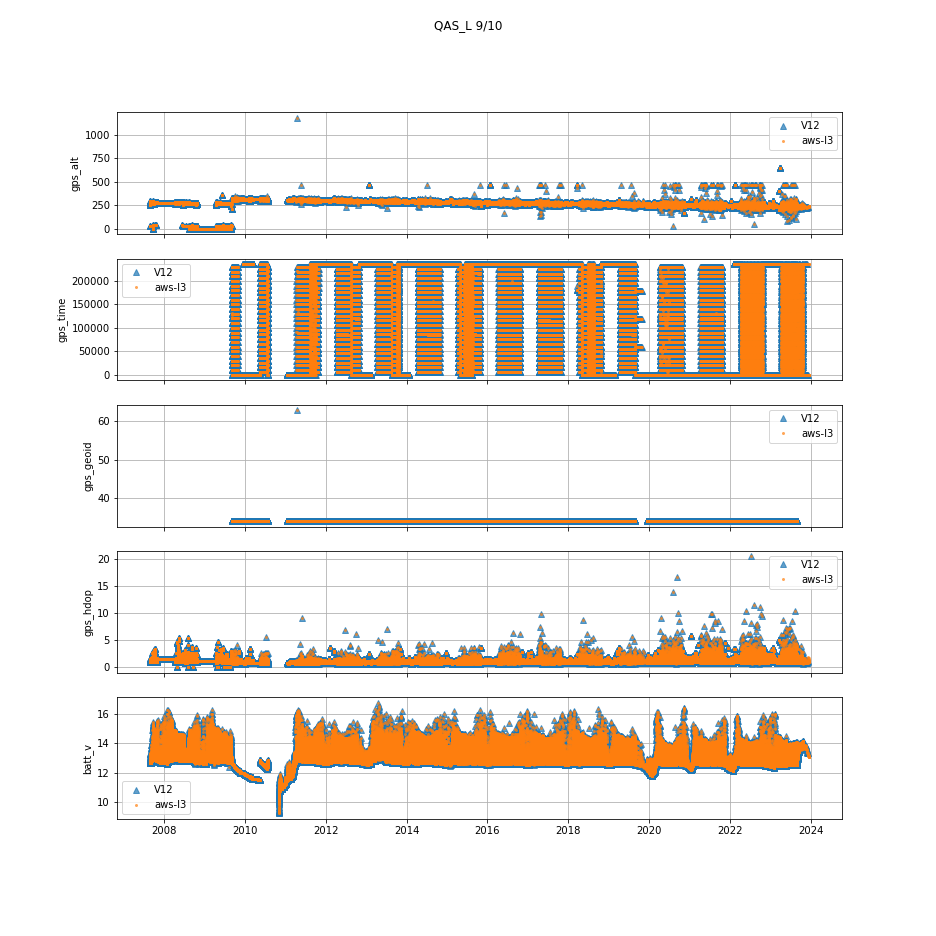 QAS_L 9/10
gps_alt
1000
750
500
250
0
V12
aws-l3
gps_time
200000
150000
100000
50000
0
V12
aws-l3
gps_geoid
60
50
40
V12
aws-l3
gps_hdop
20
15
10
5
0
V12
aws-l3
batt_v
16
14
12
10
V12
aws-l3
2008 2010 2012 2014 2016 2018 2020 2022 2024